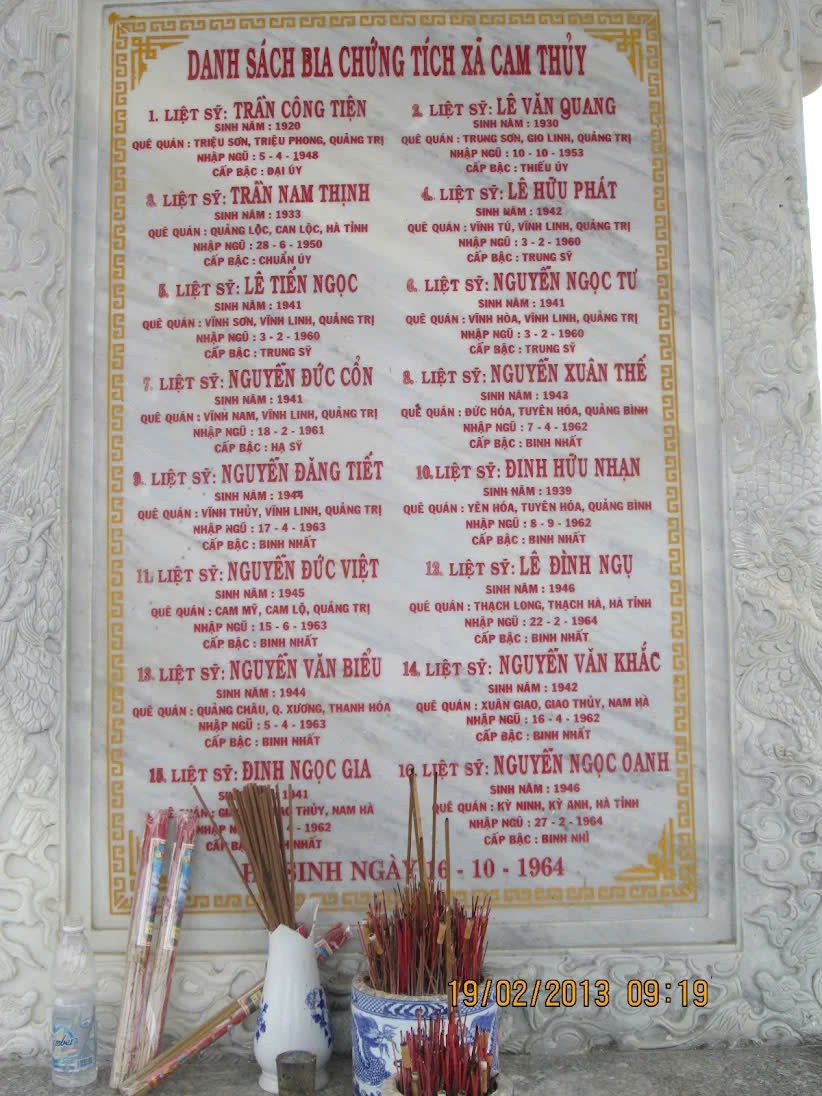 DANH SÁCH BIA CHỨNG TÍCH XÃ CAM THỦY
1. LIỆT SỸ: TRẦN CÔNG TIỆN
SINH NĂM : 1920
QUÊ QUÁN : TRIỆU SƠN, TRIỆU PHONG, QUẢNG TRỊ
NHẬP NGŨ : 5 - 4 - 1948
CẤP BẬC : ĐẠI ÚY
2. LIỆT SỸ: LÊ VĂN QUANG
SINH NĂM : 1930
QUÊ QUÁN : TRUNG SƠN, GIO LINH, QUẢNG TRỊ
NHẬP NGŨ : 10 - 10 - 1953
CẤP BẬC : THIẾU ÚY
3. LIỆT SỸ: TRẦN NAM THỊNH
SINH NĂM : 1933
QUÊ QUÁN : QUẢNG LỘC, CAN LỘC, HÀ TĨNH
NHẬP NGŨ : 28 - 6 - 1950
CẤP BẬC : CHUẨN ÚY
4. LIỆT SỸ: LÊ HỮU PHÁT
SINH NĂM : 1942
QUÊ QUÁN : VĨNH TÚ, VĨNH LINH, QUẢNG TRỊ
NHẬP NGŨ : 3 - 2 - 1960
CẤP BẬC : TRUNG SỸ
5. LIỆT SỸ: LÊ TIẾN NGỌC
SINH NĂM : 1941
QUÊ QUÁN : VĨNH SƠN, VĨNH LINH, QUẢNG TRỊ
NHẬP NGŨ : 3 - 2 - 1960
CẤP BẬC : TRUNG SỸ
6. LIỆT SỸ: NGUYỄN NGỌC TƯ
SINH NĂM : 1941
QUÊ QUÁN : VĨNH HÒA, VĨNH LINH, QUẢNG TRỊ
NHẬP NGŨ : 3 - 2 - 1960
CẤP BẬC : TRUNG SỸ
7. LIỆT SỸ: NGUYỄN ĐỨC CỔN
SINH NĂM : 1941
QUÊ QUÁN : VĨNH NAM, VĨNH LINH, QUẢNG TRỊ
NHẬP NGŨ : 18 - 2 - 1961
CẤP BẬC : HẠ SỸ
8. LIỆT SỸ: NGUYỄN XUÂN THẾ
SINH NĂM : 1943
QUÊ QUÁN : ĐỨC HÓA, TUYÊN HÓA, QUẢNG BÌNH
NHẬP NGŨ : 7 - 4 - 1962
CẤP BẬC : BINH NHẤT
9. LIỆT SỸ: NGUYỄN ĐĂNG TIẾT
SINH NĂM : 1944
QUÊ QUÁN : VĨNH THỦY, VĨNH LINH, QUẢNG TRỊ
NHẬP NGŨ : 17 - 4 - 1963
CẤP BẬC : BINH NHẤT
10. LIỆT SỸ: ĐINH HỮU NHẠN
SINH NĂM : 1939
QUÊ QUÁN : YÊN HÓA, TUYÊN HÓA, QUẢNG BÌNH
NHẬP NGŨ : 8 - 9 - 1962
CẤP BẬC : BINH NHẤT
11. LIỆT SỸ: NGUYỄN ĐỨC VIỆT
SINH NĂM : 1945
QUÊ QUÁN : CAM MỸ, CAM LỘ, QUẢNG TRỊ
NHẬP NGŨ : 15 - 6 - 1963
CẤP BẬC : BINH NHẤT
12. LIỆT SỸ: LÊ ĐÌNH NGỤ
SINH NĂM : 1946
QUÊ QUÁN : THẠCH LONG, THẠCH HÀ, HÀ TĨNH
NHẬP NGŨ : 22 - 2 - 1964
CẤP BẬC : BINH NHẤT
13. LIỆT SỸ: NGUYỄN VĂN BIỂU
SINH NĂM : 1944
QUÊ QUÁN : QUẢNG CHÂU, Q. XƯƠNG, THANH HÓA
NHẬP NGŨ : 5 - 4 - 1963
CẤP BẬC : BINH NHẤT
14. LIỆT SỸ: NGUYỄN VĂN KHẮC
SINH NĂM : 1942
QUÊ QUÁN : XUÂN GIAO, GIAO THỦY, NAM HÀ
NHẬP NGŨ : 16 - 4 - 1962
CẤP BẬC : BINH NHẤT
15. LIỆT SỸ: ĐINH NGỌC GIA
SINH 1941
QUÁN : THỦY, NAM HÀ
NHẬP 4 - 1962
CẤP BẬC NHẤT
16. LIỆT SỸ: NGUYỄN NGỌC OANH
SINH NĂM : 1946
QUÊ QUÁN : KỲ NINH, KỲ ANH, HÀ TĨNH
NHẬP NGŨ : 27 - 2 - 1964
CẤP BẬC : BINH NHÌ
SINH NGÀY 16 - 10 - 1964
19/02/2013 09:19